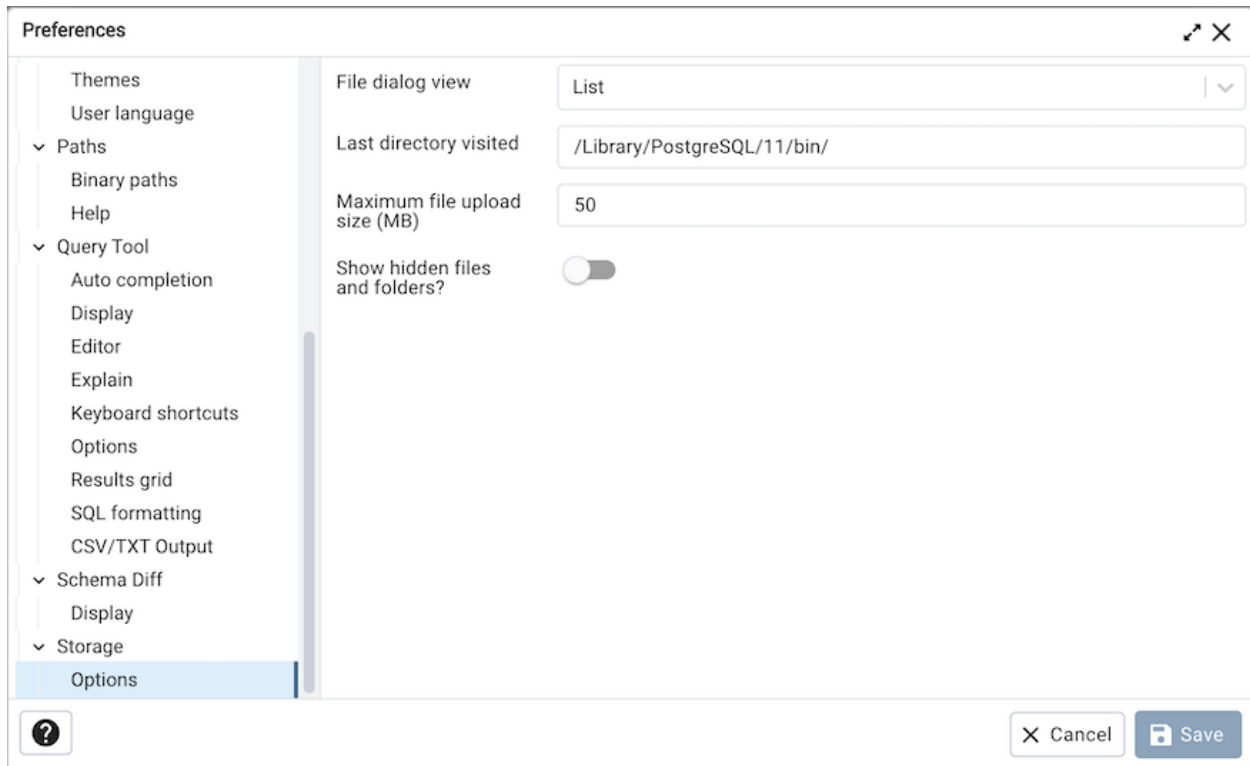 Preferences
Themes
User language
Paths
Binary paths
Help
Query Tool
Auto completion
Display
Editor
Explain
Keyboard shortcuts
Options
Results grid
SQL formatting
CSV/TXT Output
Schema Diff
Display
Storage
Options
File dialog view
List
Last directory visited
/Library/PostgreSQL/11/bin/
Maximum file upload
size (MB)
50
Show hidden files
and folders?
?
Cancel
Save